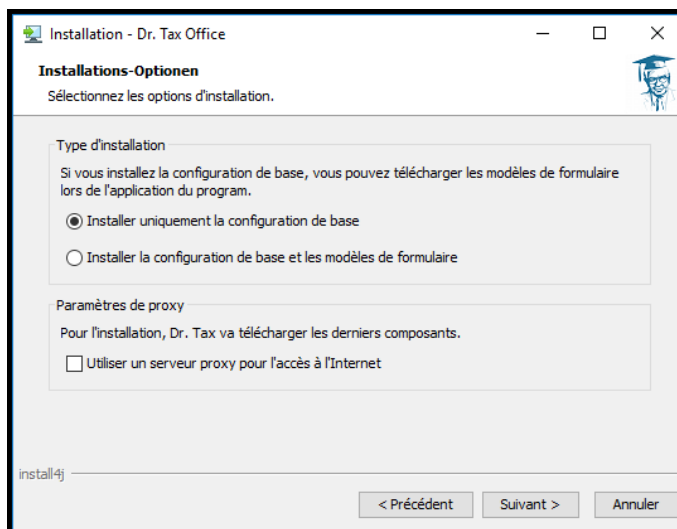 Installation - Dr. Tax Office
Installations-Optionen
Sélectionnez les options d'installation.
Type d'installation
Si vous installez la configuration de base, vous pouvez télécharger les modèles de formulaire
lors de l'application du program.
Installer uniquement la configuration de base
Installer la configuration de base et les modèles de formulaire
Paramètres de proxy
Pour l'installation, Dr. Tax va télécharger les derniers composants.
Utiliser un serveur proxy pour l'accès à l'Internet
install4j
< Précédent Suivant > Annuler